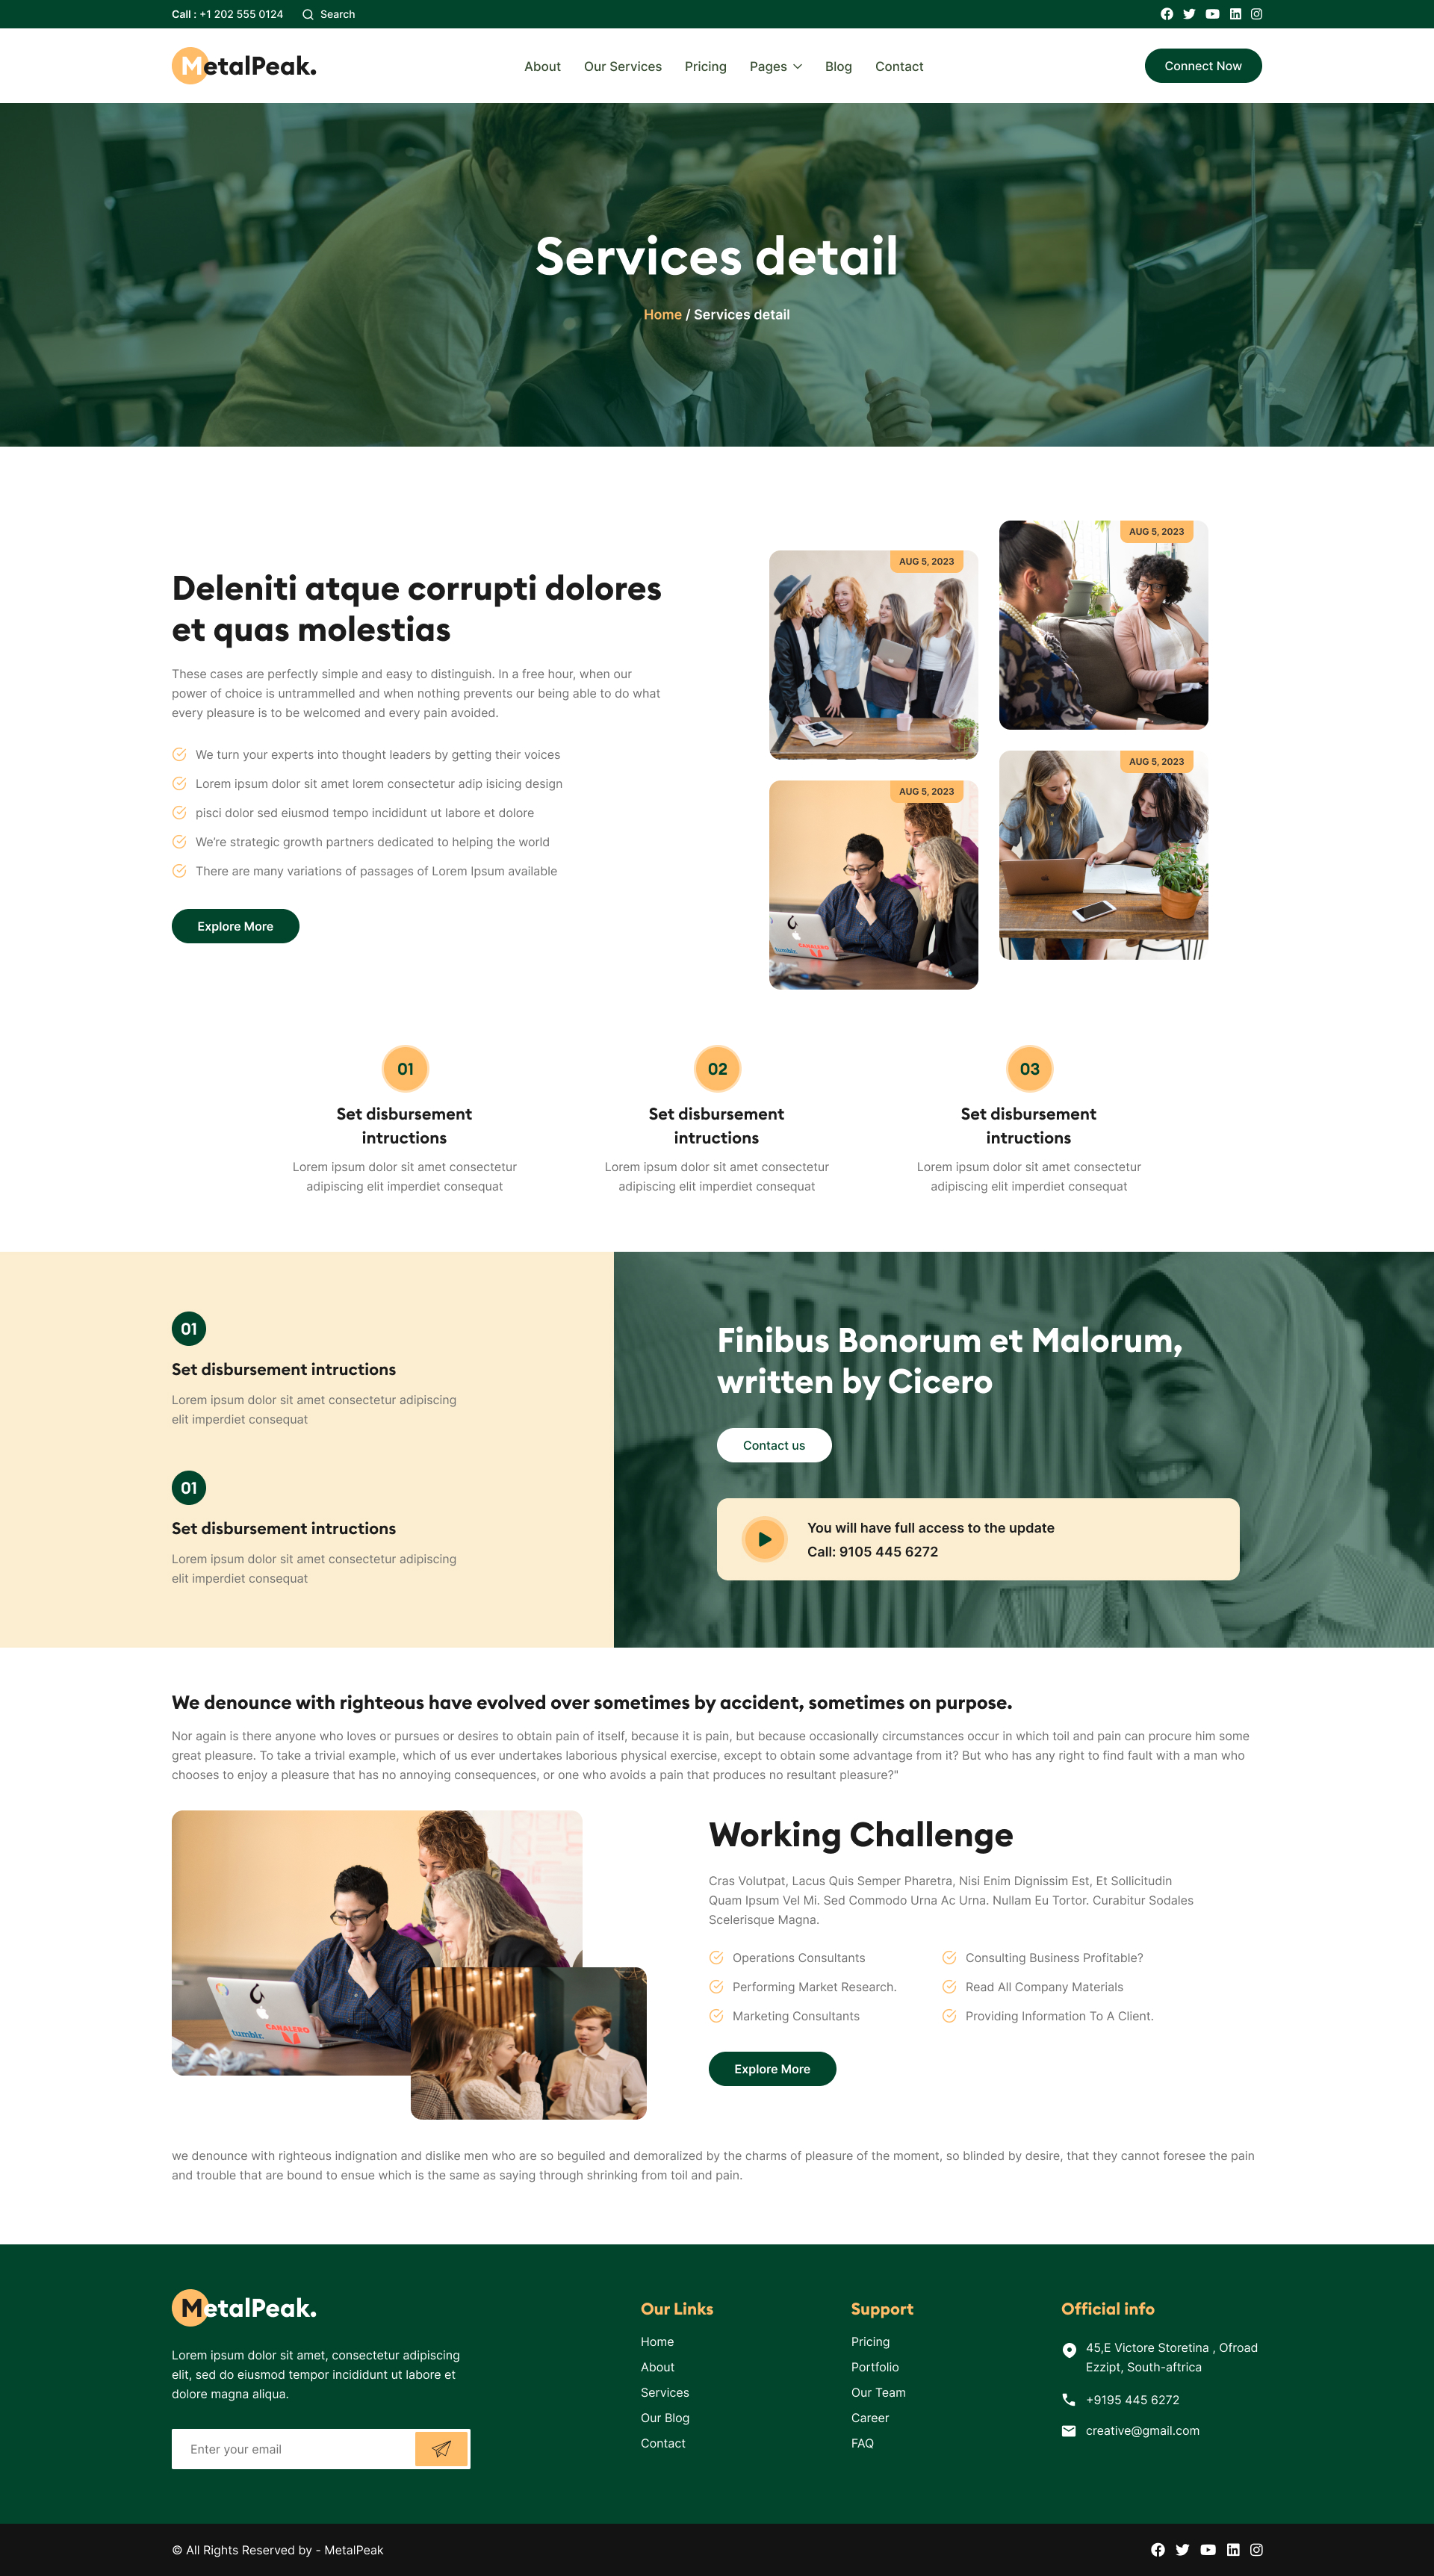 Call : +1 202 555 0124 Search
MetalPeak.
About Our Services Pricing Pages Blog Contact
Connect Now
Services detail
Home / Services detail
Deleniti atque corrupti dolores
et quas molestias
These cases are perfectly simple and easy to distinguish. In a free hour, when our
power of choice is untrammelled and when nothing prevents our being able to do what
every pleasure is to be welcomed and every pain avoided.
We turn your experts into thought leaders by getting their voices
Lorem ipsum dolor sit amet lorem consectetur adip isicing design
pisci dolor sed eiusmod tempo incididunt ut labore et dolore
We're strategic growth partners dedicated to helping the world
There are many variations of passages of Lorem Ipsum available
Explore More
AUG 5, 2023
AUG 5, 2023
AUG 5, 2023
AUG 5, 2023
tumblr.
CANALERO
01
Set disbursement
intructions
Lorem ipsum dolor sit amet consectetur
adipiscing elit imperdiet consequat
02
Set disbursement
intructions
Lorem ipsum dolor sit amet consectetur
adipiscing elit imperdiet consequat
03
Set disbursement
intructions
Lorem ipsum dolor sit amet consectetur
adipiscing elit imperdiet consequat
01
Set disbursement intructions
Lorem ipsum dolor sit amet consectetur adipiscing
elit imperdiet consequat
01
Set disbursement intructions
Lorem ipsum dolor sit amet consectetur adipiscing
elit imperdiet consequat
Finibus Bonorum et Malorum,
written by Cicero
Contact us
You will have full access to the update
Call: 9105 445 6272
We denounce with righteous have evolved over sometimes by accident, sometimes on purpose.
Nor again is there anyone who loves or pursues or desires to obtain pain of itself, because it is pain, but because occasionally circumstances occur in which toil and pain can procure him some
great pleasure. To take a trivial example, which of us ever undertakes laborious physical exercise, except to obtain some advantage from it? But who has any right to find fault with a man who
chooses to enjoy a pleasure that has no annoying consequences, or one who avoids a pain that produces no resultant pleasure?"
tumblr.
CANALERO
Working Challenge
Cras Volutpat, Lacus Quis Semper Pharetra, Nisi Enim Dignissim Est, Et Sollicitudin
Quam Ipsum Vel Mi. Sed Commodo Urna Ac Urna. Nullam Eu Tortor. Curabitur Sodales
Scelerisque Magna.
Operations Consultants
Performing Market Research.
Marketing Consultants
Consulting Business Profitable?
Read All Company Materials
Providing Information To A Client.
Explore More
we denounce with righteous indignation and dislike men who are so beguiled and demoralized by the charms of pleasure of the moment, so blinded by desire, that they cannot foresee the pain
and trouble that are bound to ensue which is the same as saying through shrinking from toil and pain.
MetalPeak.
Lorem ipsum dolor sit amet, consectetur adipiscing
elit, sed do eiusmod tempor incididunt ut labore et
dolore magna aliqua.
Enter your email
Our Links
Home
About
Services
Our Blog
Contact
Support
Pricing
Portfolio
Our Team
Career
FAQ
Official info
45,E Victore Storetina , Ofroad
Ezzipt, South-aftrica
+9195 445 6272
creative@gmail.com
© All Rights Reserved by - MetalPeak